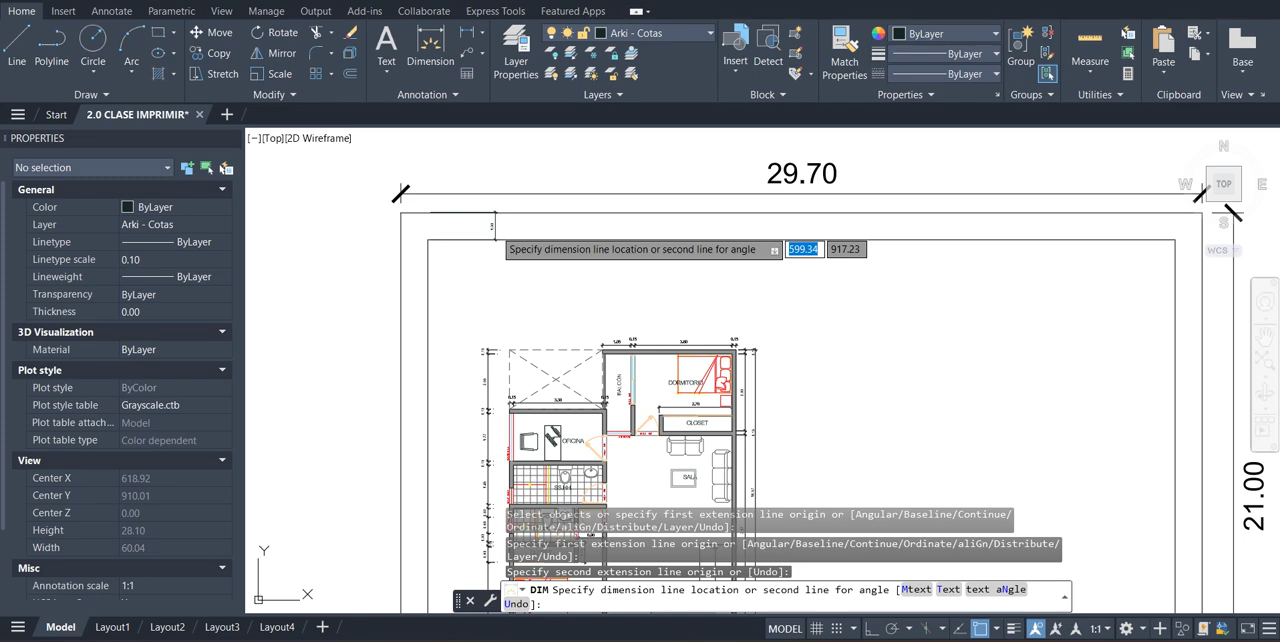 Home Insert Annotate Parametric View Manage Output Add-ins Collaborate Express Tools Featured Apps
Line Polyline Circle Arc
Move Rotate
Copy Mirror
Stretch Scale
Text Dimension
Layer Properties
Arki - Cotas
Insert Detect
Match Properties
ByLayer
ByLayer
ByLayer
Group Measure Paste Base
Draw Modify Annotation Layers Block Properties Groups Utilities Clipboard View
Start 2.0 CLASE IMPRIMIR*
PROPERTIES
[−][Top][2D Wireframe]
No selection
General
Color ByLayer
Layer Arki - Cotas
Linetype ByLayer
Linetype scale 0.10
Lineweight ByLayer
Transparency ByLayer
Thickness 0.00
3D Visualization
Material ByLayer
Plot style
Plot style ByColor
Plot style table Grayscale.ctb
Plot table attach... Model
Plot table type Color dependent
View
Center X 618.92
Center Y 910.01
Center Z 0.00
Height 28.10
Width 60.04
Misc
Annotation scale 1:1
29.70
N
W TOP E
S
WCS
Specify dimension line location or second line for angle 599.34 917.23
BALCÓN
DORMITORIO
CLOSET
OFICINA
SALA
SS.HH
21.00
Select objects or specify first extension line origin or [Angular/Baseline/Continue/
Ordinate/aliGn/Distribute/Layer/Undo]:
Specify first extension line origin or [Angular/Baseline/Continue/Ordinate/aliGn/Distribute/
Layer/Undo]:
Specify second extension line origin or [Undo]:
DIM Specify dimension line location or second line for angle [Mtext Text text aNgle
Undo]:
Y
X
Model Layout1 Layout2 Layout3 Layout4
MODEL 1:1